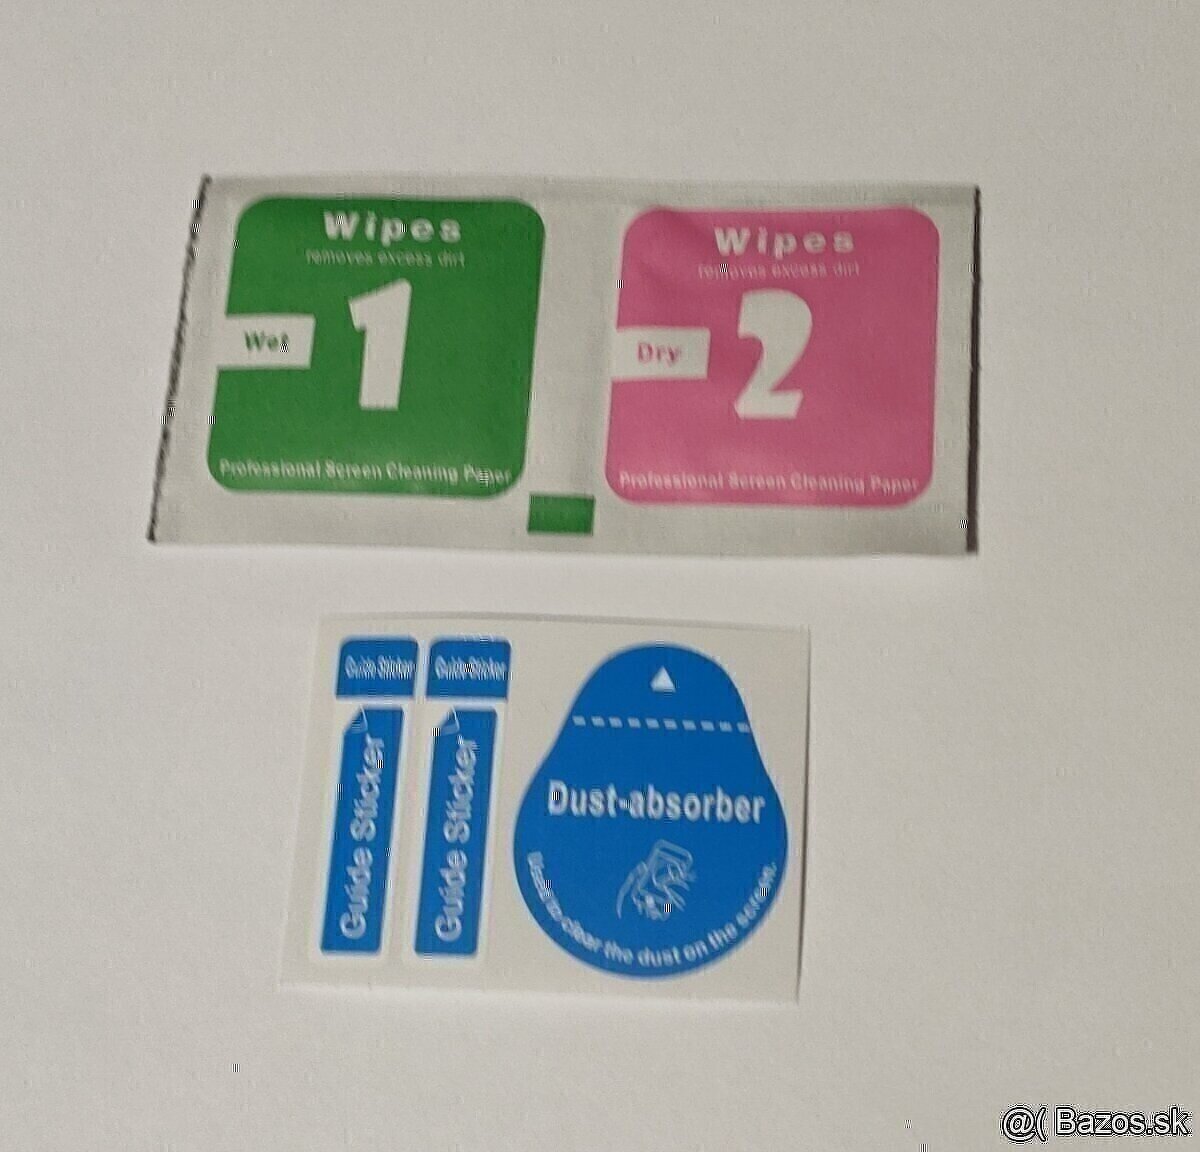 Wipes
removes excess dirt
1
Wet
Professional Screen Cleaning Paper
Wipes
removes excess dirt
2
Dry
Professional Screen Cleaning Paper
Guide Sticker
Guide Sticker
Guide Sticker
Guide Sticker
Dust-absorber
clear the dust on the screen.
@( Bazos.sk